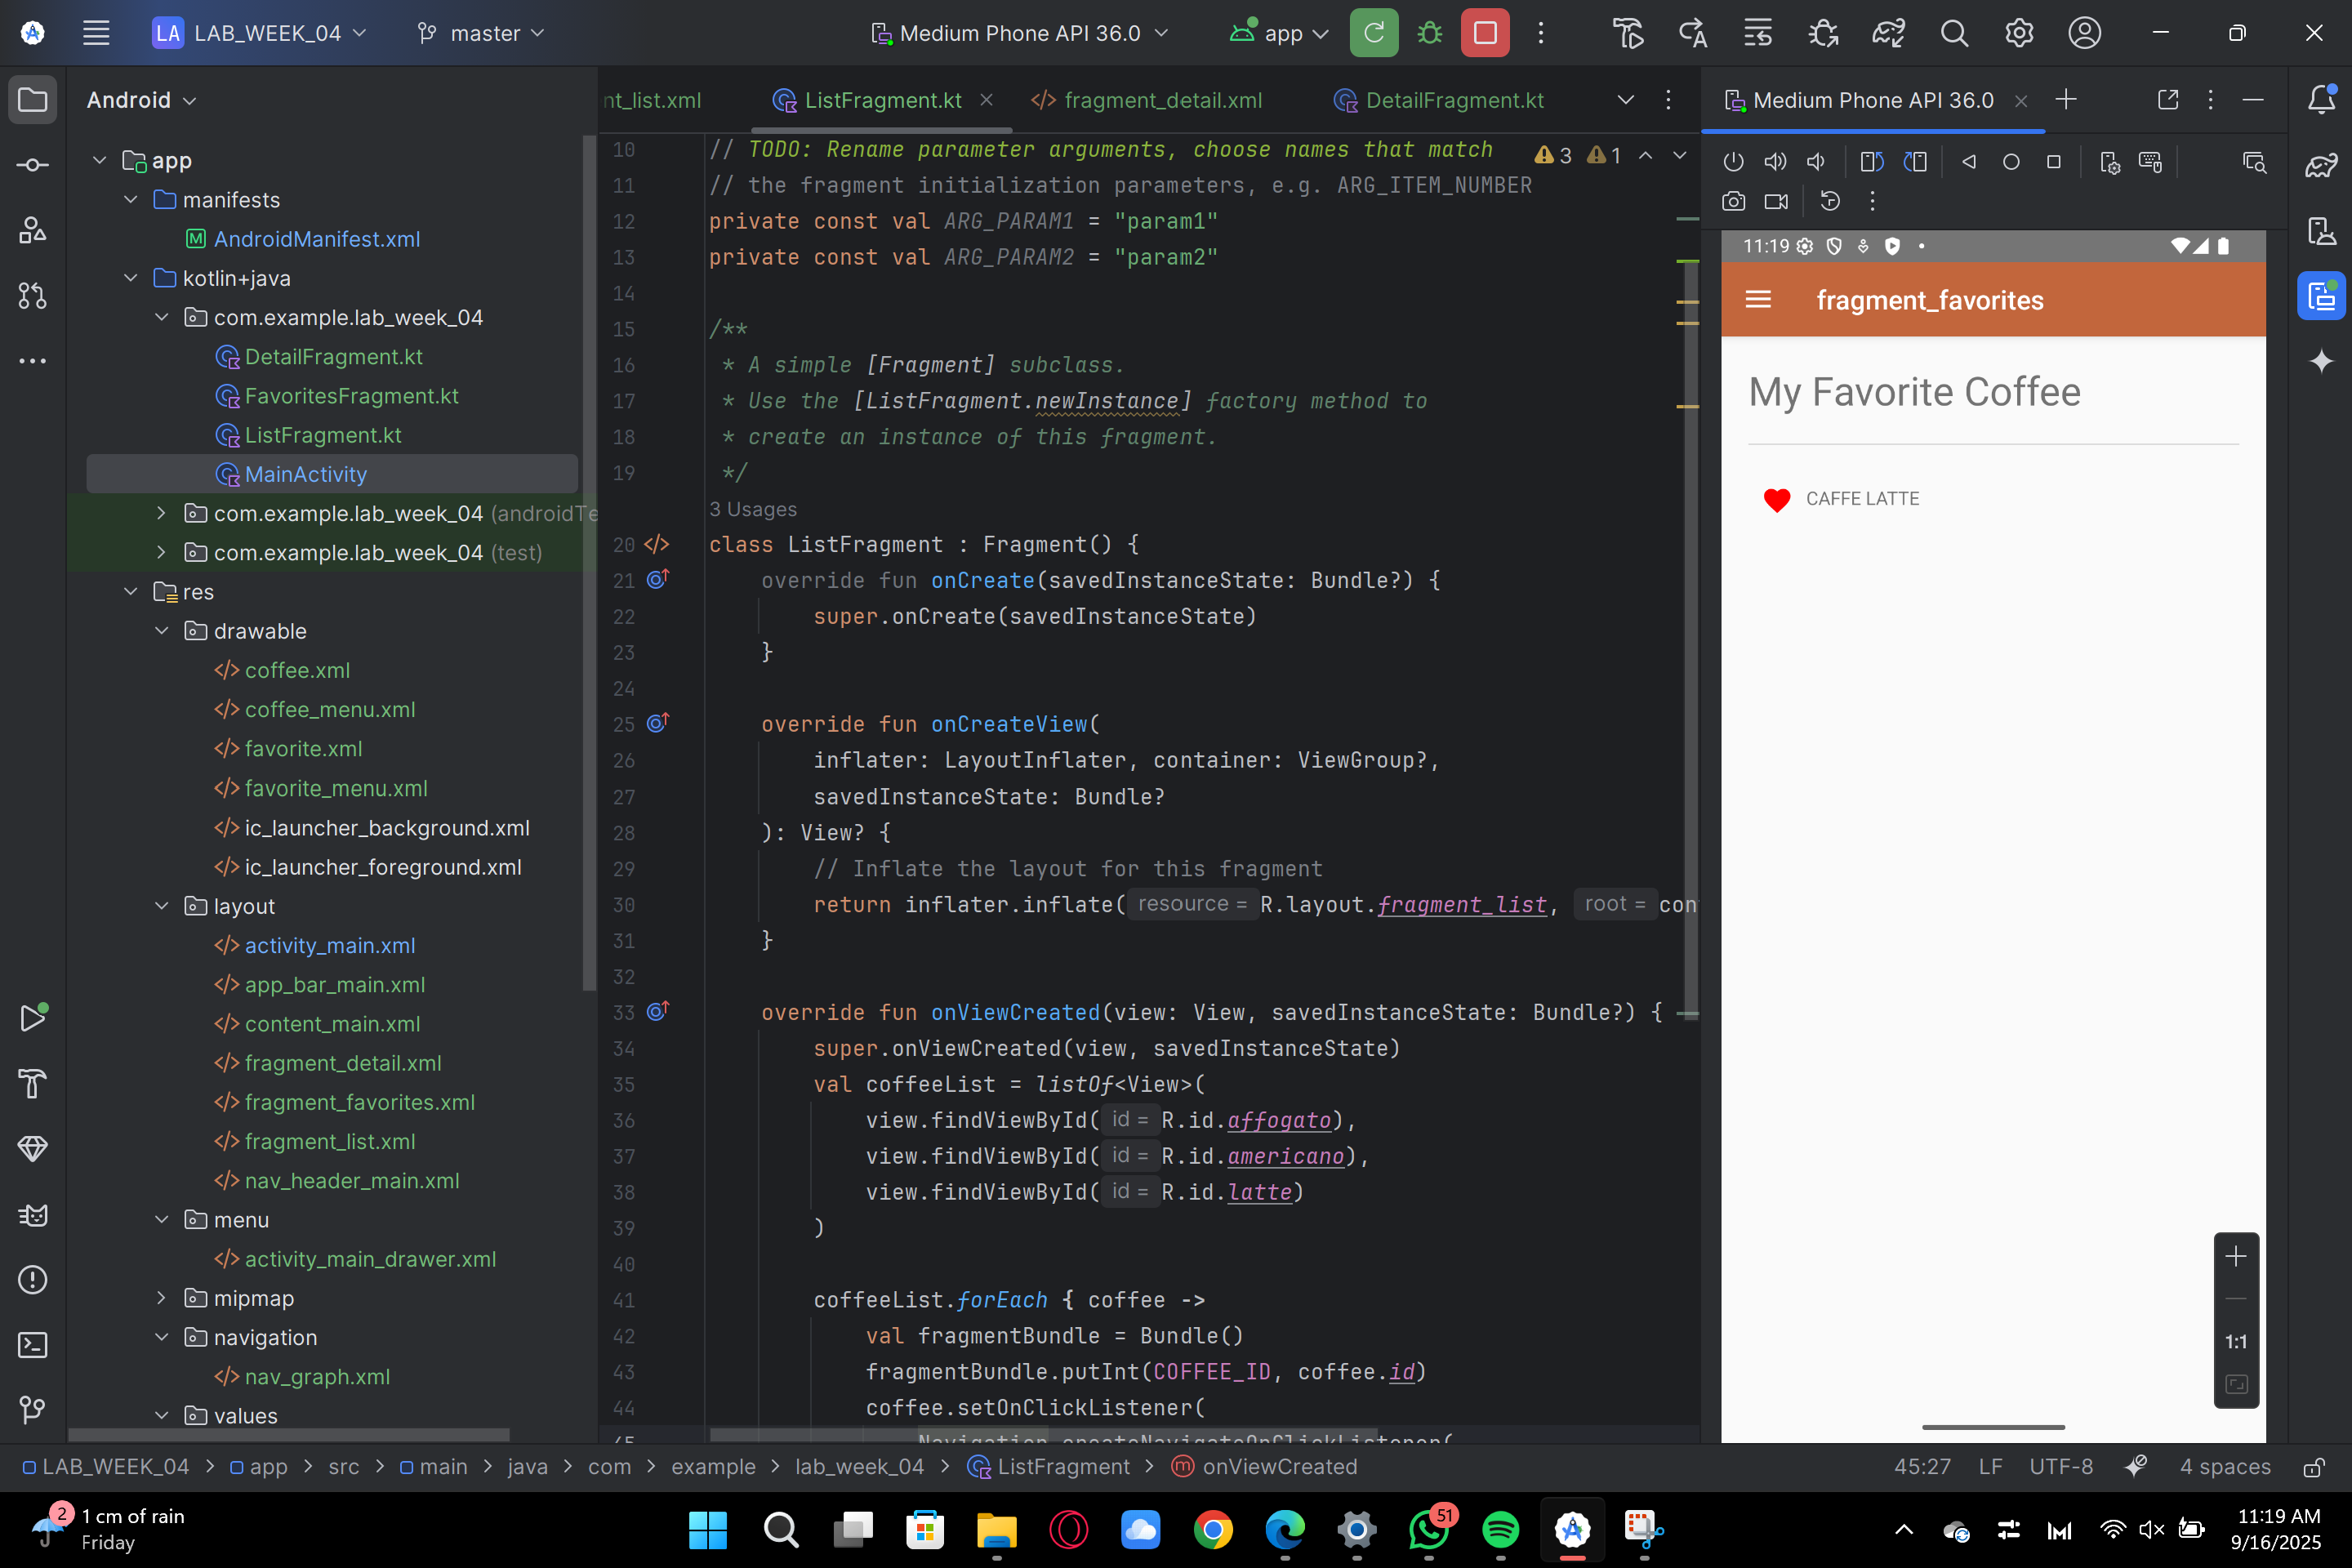 LA LAB_WEEK_04 master Medium Phone API 36.0 app
Android
app
manifests
AndroidManifest.xml
kotlin+java
com.example.lab_week_04
DetailFragment.kt
FavoritesFragment.kt
ListFragment.kt
MainActivity
com.example.lab_week_04 (androidTe
com.example.lab_week_04 (test)
res
drawable
coffee.xml
coffee_menu.xml
favorite.xml
favorite_menu.xml
ic_launcher_background.xml
ic_launcher_foreground.xml
layout
activity_main.xml
app_bar_main.xml
content_main.xml
fragment_detail.xml
fragment_favorites.xml
fragment_list.xml
nav_header_main.xml
menu
activity_main_drawer.xml
mipmap
navigation
nav_graph.xml
values
nt_list.xml ListFragment.kt fragment_detail.xml DetailFragment.kt
3 1
10 // TODO: Rename parameter arguments, choose names that match
11 // the fragment initialization parameters, e.g. ARG_ITEM_NUMBER
12 private const val ARG_PARAM1 = "param1"
13 private const val ARG_PARAM2 = "param2"
14
15 /**
16 * A simple [Fragment] subclass.
17 * Use the [ListFragment.newInstance] factory method to
18 * create an instance of this fragment.
19 */
3 Usages
20 class ListFragment : Fragment() {
21 override fun onCreate(savedInstanceState: Bundle?) {
22 super.onCreate(savedInstanceState)
23 }
24
25 override fun onCreateView(
26 inflater: LayoutInflater, container: ViewGroup?,
27 savedInstanceState: Bundle?
28 ): View? {
29 // Inflate the layout for this fragment
30 return inflater.inflate( resource = R.layout.fragment_list, root = con
31 }
32
33 override fun onViewCreated(view: View, savedInstanceState: Bundle?) {
34 super.onViewCreated(view, savedInstanceState)
35 val coffeeList = listOf<View>(
36 view.findViewById( id = R.id.affogato),
37 view.findViewById( id = R.id.americano),
38 view.findViewById( id = R.id.latte)
39 )
40
41 coffeeList.forEach { coffee ->
42 val fragmentBundle = Bundle()
43 fragmentBundle.putInt(COFFEE_ID, coffee.id)
44 coffee.setOnClickListener(
45 Navigation.createNavigateOnClickListener(
Medium Phone API 36.0
11:19
fragment_favorites
My Favorite Coffee
CAFFE LATTE
1:1
LAB_WEEK_04 > app > src > main > java > com > example > lab_week_04 > ListFragment > onViewCreated
45:27 LF UTF-8 4 spaces
2
1 cm of rain
Friday
51
11:19 AM
9/16/2025